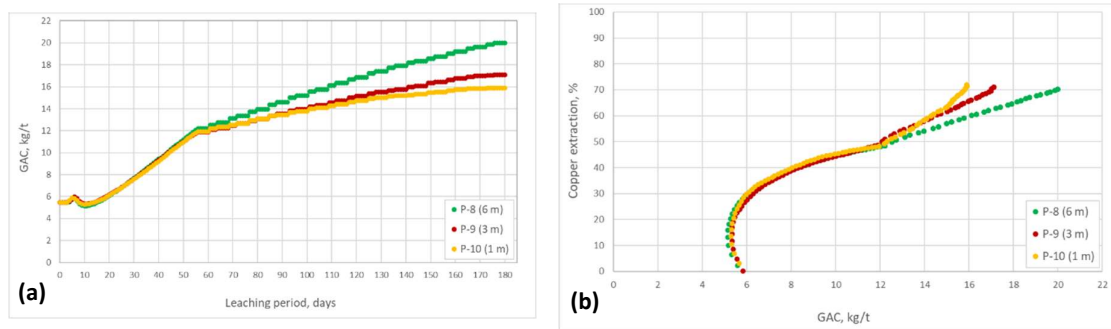 22
20
18
16
14
12
10
8
6
4
2
0
GAC, kg/t
0 10 20 30 40 50 60 70 80 90 100 110 120 130 140 150 160 170 180
Leaching period, days
P-8 (6 m)
P-9 (3 m)
P-10 (1 m)
(a)
100
90
80
70
60
50
40
30
20
10
0
Copper extraction, %
0 2 4 6 8 10 12 14 16 18 20 22
GAC, kg/t
P-8 (6 m)
P-9 (3 m)
P-10 (1 m)
(b)